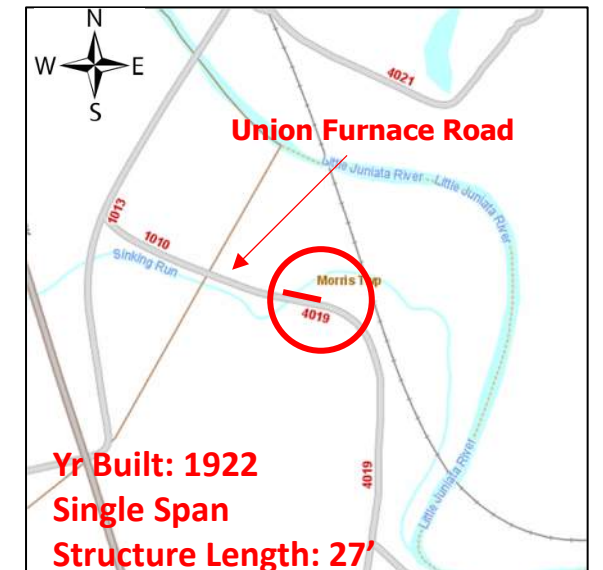 N
W E
S
4021
Union Furnace Road
Little Juniata River - Little Juniata River
1013
1010
Sinking Run
Morris Twp
4019
4019
Little Juniata River
Yr Built: 1922
Single Span
Structure Length: 27’